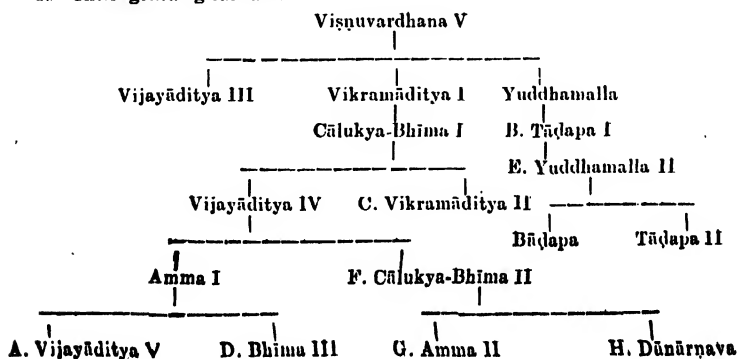 Viṣṇuvardhana V
Vijayāditya III Vikramāditya I Yuddhamalla
Cālukya-Bhīma I B. Tāḍapa I
E. Yuddhamalla II
Vijayāditya IV C. Vikramāditya II
Bāḍapa Tāḍapa II
Amma I F. Cālukya-Bhīma II
A. Vijayāditya V D. Bhīma III G. Amma II H. Dānārṇava